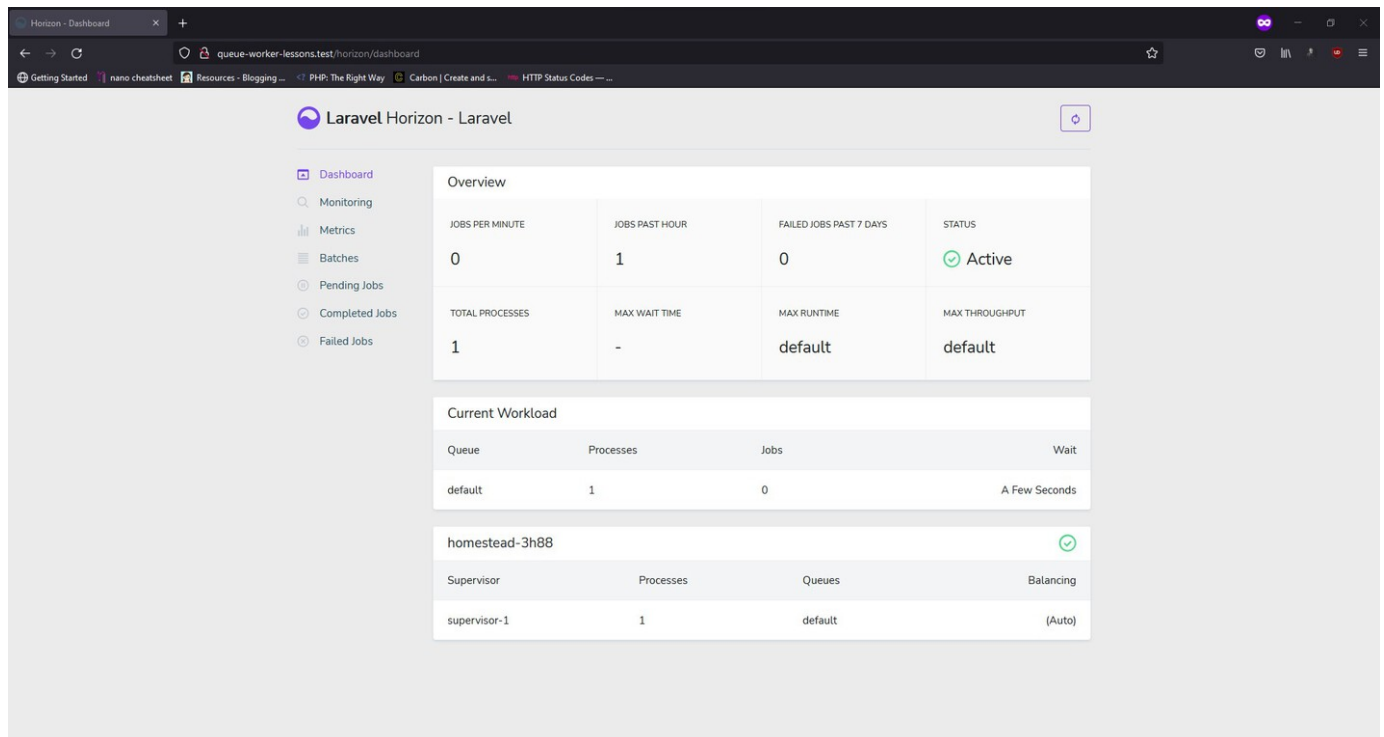 Horizon - Dashboard
queue-worker-lessons.test/horizon/dashboard
Getting Started nano cheatsheet Resources - Blogging ... PHP: The Right Way Carbon | Create and s... HTTP Status Codes — ...
Laravel Horizon - Laravel
Dashboard
Monitoring
Metrics
Batches
Pending Jobs
Completed Jobs
Failed Jobs
Overview
JOBS PER MINUTE JOBS PAST HOUR FAILED JOBS PAST 7 DAYS STATUS
0 1 0 Active
TOTAL PROCESSES MAX WAIT TIME MAX RUNTIME MAX THROUGHPUT
1 - default default
Current Workload
Queue Processes Jobs Wait
default 1 0 A Few Seconds
homestead-3h88
Supervisor Processes Queues Balancing
supervisor-1 1 default (Auto)